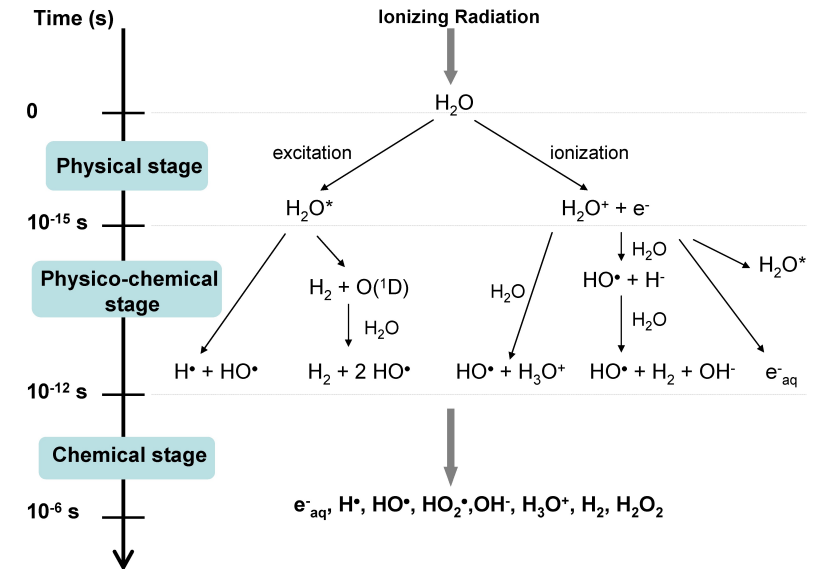 Time (s)
Ionizing Radiation
0
H₂O
Physical stage
excitation
ionization
H₂O*
H₂O⁺ + e⁻
10⁻¹⁵ s
Physico-chemical
stage
H₂ + O(¹D)
H₂O
H₂O
HO• + H⁻
H₂O*
H₂O
H₂O
H• + HO•
H₂ + 2 HO•
HO• + H₃O⁺
HO• + H₂ + OH⁻
e⁻aq
10⁻¹² s
Chemical stage
10⁻⁶ s
e⁻aq, H•, HO•, HO₂•,OH⁻, H₃O⁺, H₂, H₂O₂